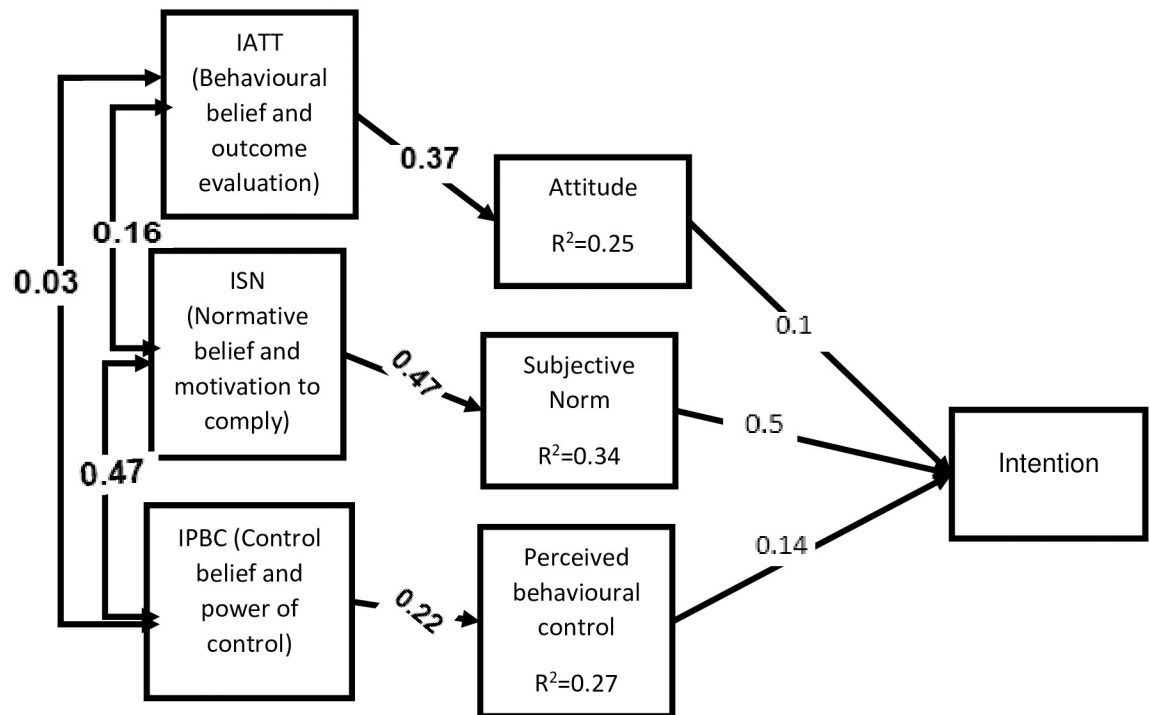 IATT
(Behavioural
belief and
outcome
evaluation)
0.37
Attitude
R²=0.25
0.16
0.03
ISN
(Normative
belief and
motivation to
comply)
0.47
Subjective
Norm
R²=0.34
0.1
0.5
Intention
0.47
IPBC (Control
belief and
power of
control)
0.22
Perceived
behavioural
control
R²=0.27
0.14